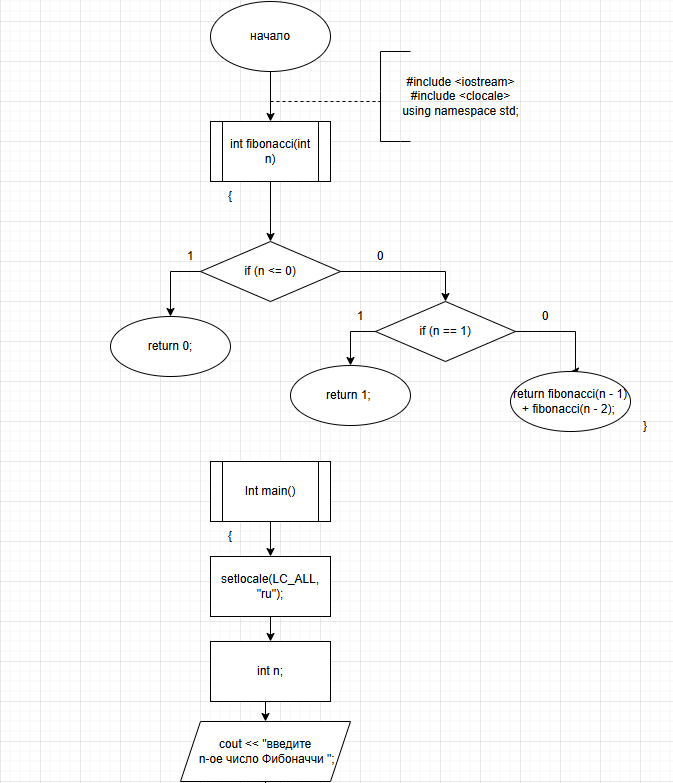 начало
#include <iostream>
#include <clocale>
using namespace std;
int fibonacci(int
n)
{
1
if (n <= 0)
0
return 0;
1
if (n == 1)
0
return 1;
return fibonacci(n - 1)
+ fibonacci(n - 2);
}
Int main()
{
setlocale(LC_ALL,
"ru");
int n;
cout << "введите
n-ое число Фибоначчи ";